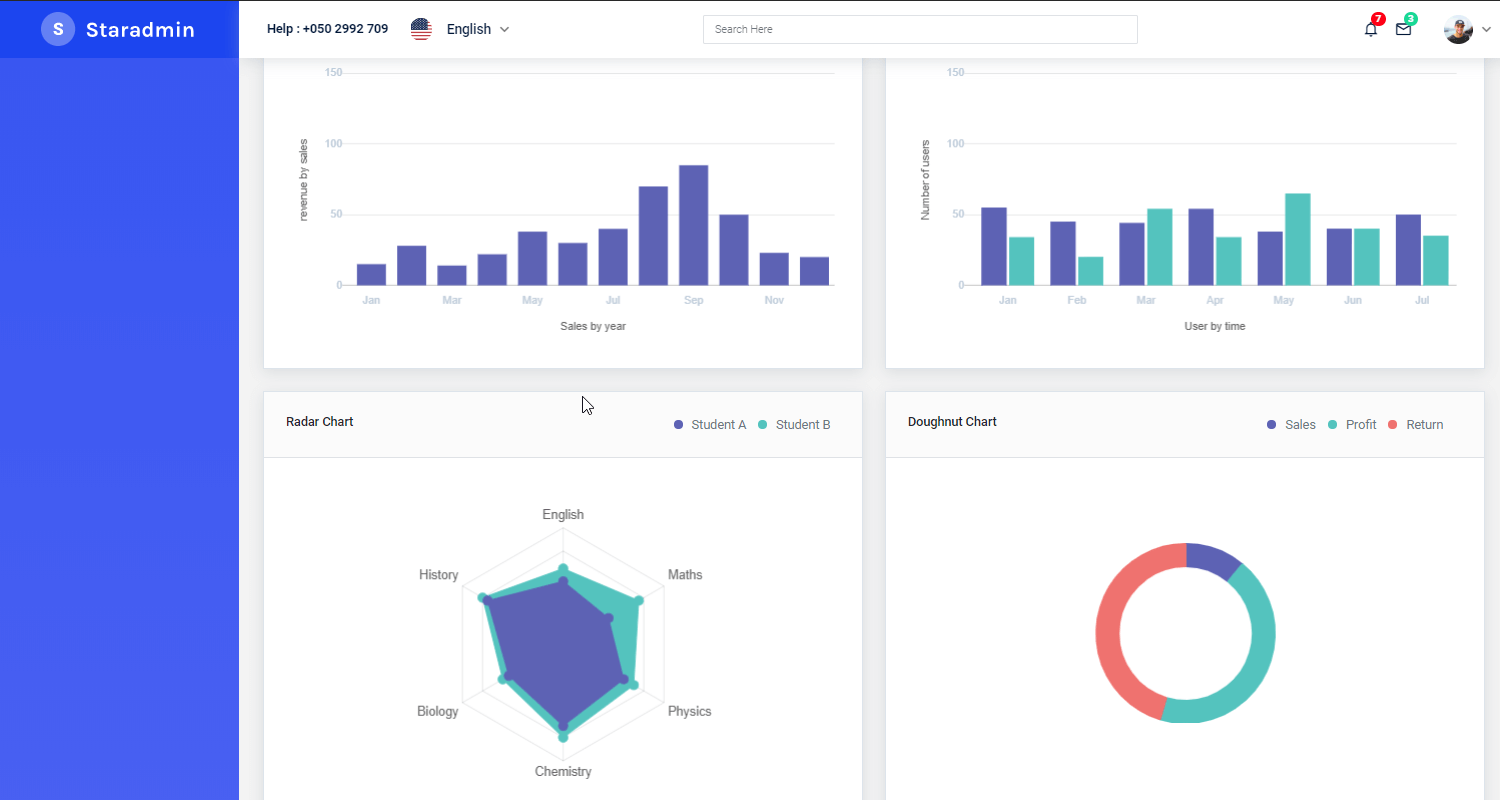 S Staradmin
Help : +050 2992 709
English
Search Here
7
3
150
100
50
0
revenue by sales
Jan Mar May Jul Sep Nov
Sales by year
150
100
50
0
Number of users
Jan Feb Mar Apr May Jun Jul
User by time
Radar Chart
Student A Student B
English
Maths
Physics
Chemistry
Biology
History
Doughnut Chart
Sales Profit Return